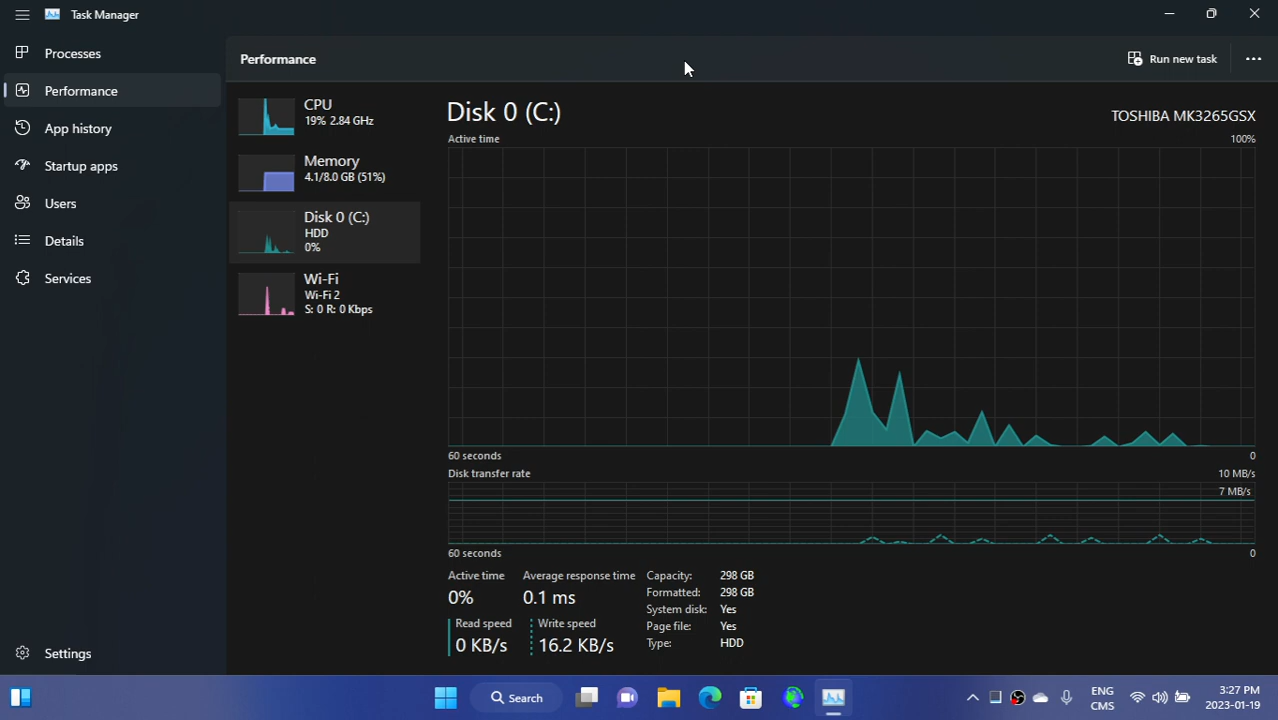 Task Manager
Processes
Performance
App history
Startup apps
Users
Details
Services
Settings
Performance
Run new task
CPU
19% 2.84 GHz
Memory
4.1/8.0 GB (51%)
Disk 0 (C:)
HDD
0%
Wi-Fi
Wi-Fi 2
S: 0 R: 0 Kbps
Disk 0 (C:)
TOSHIBA MK3265GSX
Active time
100%
60 seconds
0
Disk transfer rate
10 MB/s
7 MB/s
60 seconds
0
Active time
0%
Average response time
0.1 ms
Read speed
0 KB/s
Write speed
16.2 KB/s
Capacity: 298 GB
Formatted: 298 GB
System disk: Yes
Page file: Yes
Type: HDD
Search
ENG
CMS
3:27 PM
2023-01-19